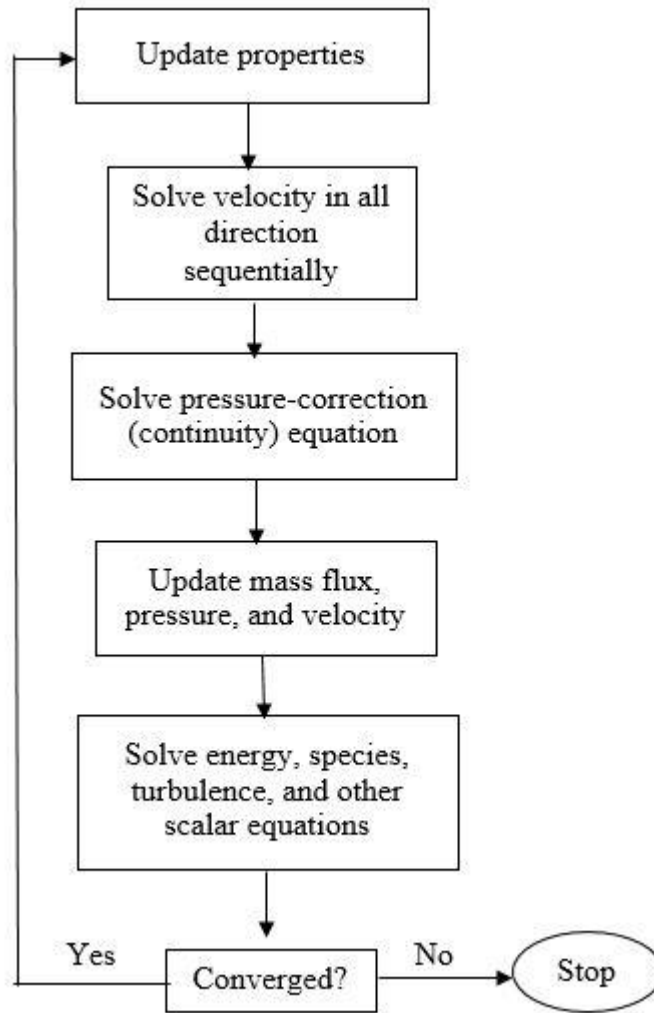 Update properties
Solve velocity in all
direction
sequentially
Solve pressure-correction
(continuity) equation
Update mass flux,
pressure, and velocity
Solve energy, species,
turbulence, and other
scalar equations
Yes
Converged?
No
Stop